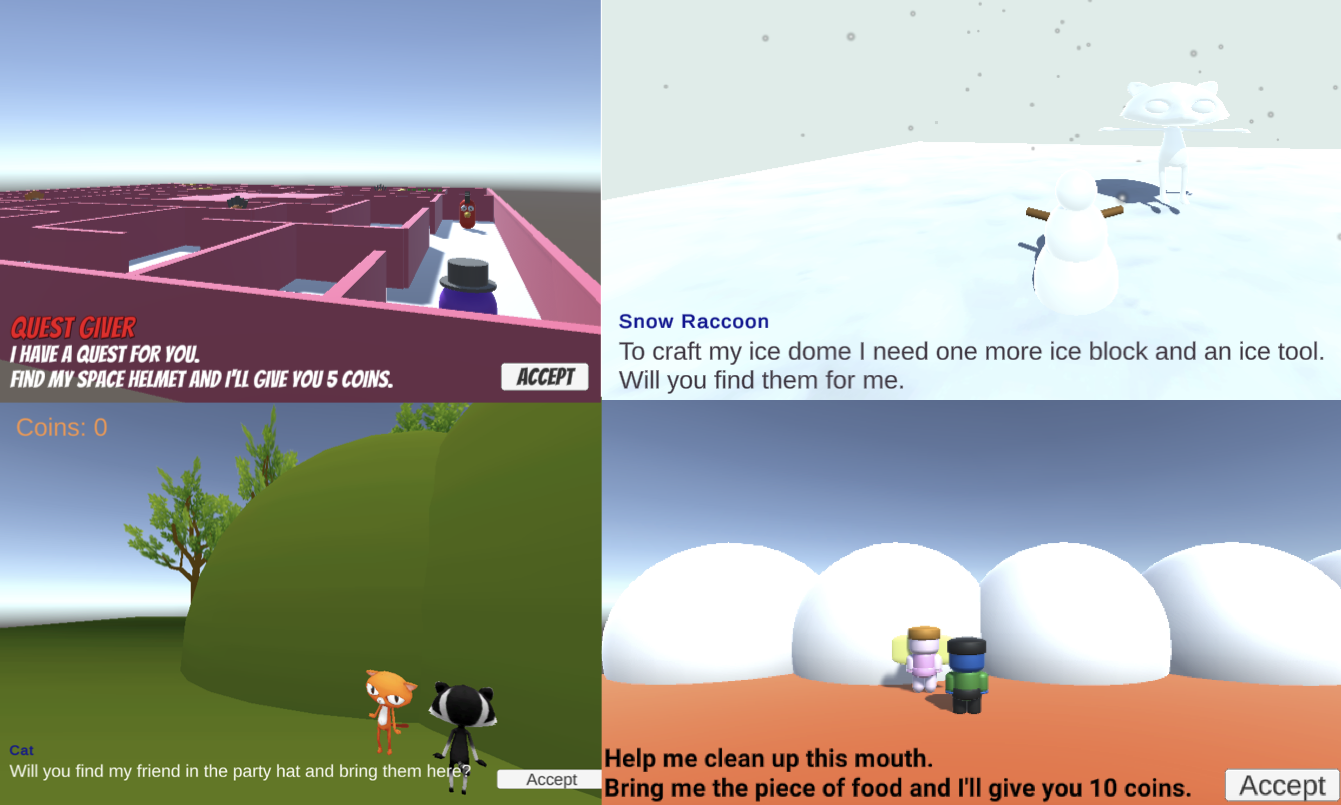 QUEST GIVER
I HAVE A QUEST FOR YOU.
FIND MY SPACE HELMET AND I'LL GIVE YOU 5 COINS.
ACCEPT
Snow Raccoon
To craft my ice dome I need one more ice block and an ice tool.
Will you find them for me.
Coins: 0
Cat
Will you find my friend in the party hat and bring them here?
Accept
Help me clean up this mouth.
Bring me the piece of food and I'll give you 10 coins.
Accept